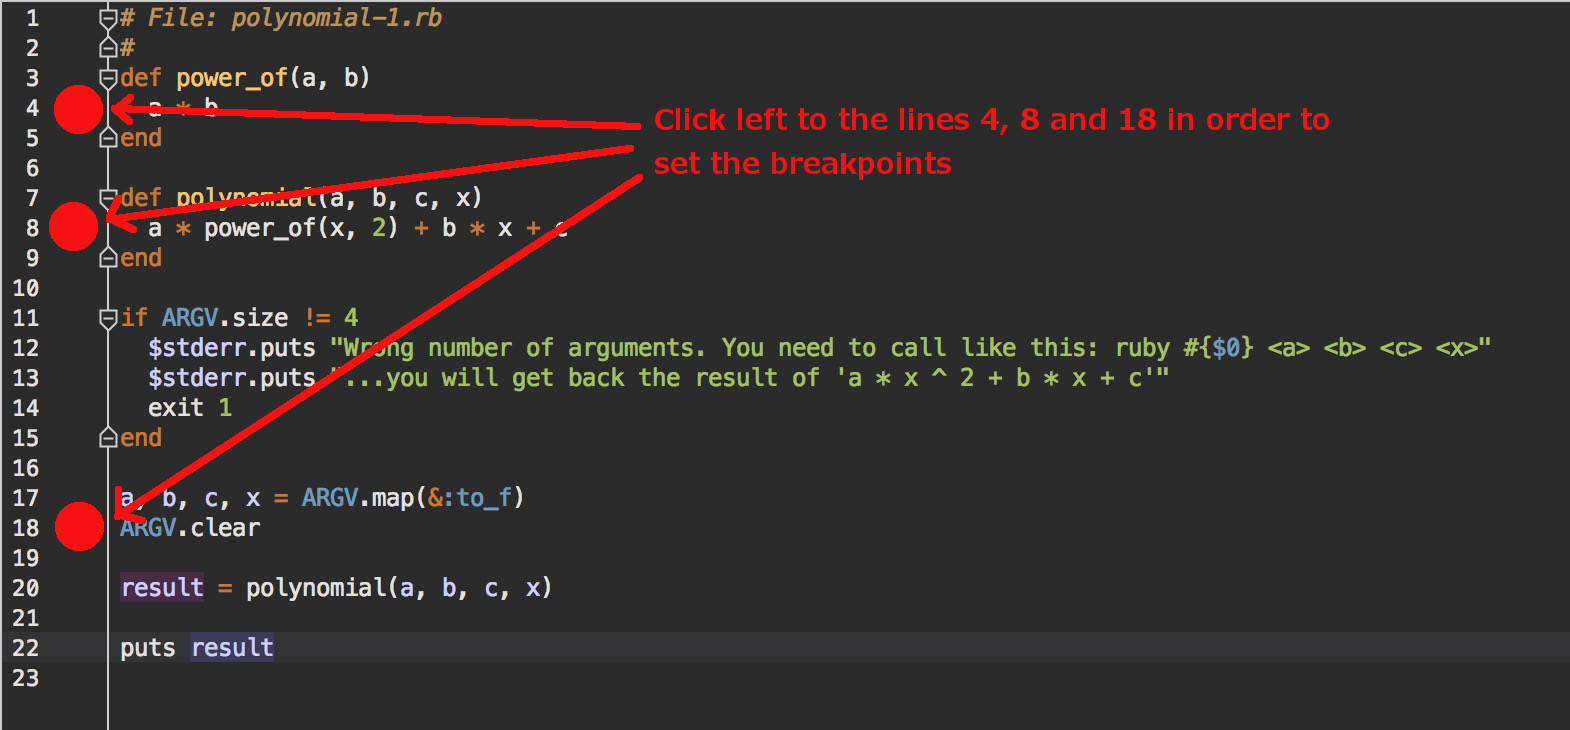 1 # File: polynomial-1.rb
2 #
3 def power_of(a, b)
4 a * b
5 end
6
7 def polynomial(a, b, c, x)
8 a * power_of(x, 2) + b * x + c
9 end
10
11 if ARGV.size != 4
12 $stderr.puts "Wrong number of arguments. You need to call like this: ruby #{$0} <a> <b> <c> <x>"
13 $stderr.puts "...you will get back the result of 'a * x ^ 2 + b * x + c'"
14 exit 1
15 end
16
17 a, b, c, x = ARGV.map(&:to_f)
18 ARGV.clear
19
20 result = polynomial(a, b, c, x)
21
22 puts result
23
Click left to the lines 4, 8 and 18 in order to
set the breakpoints